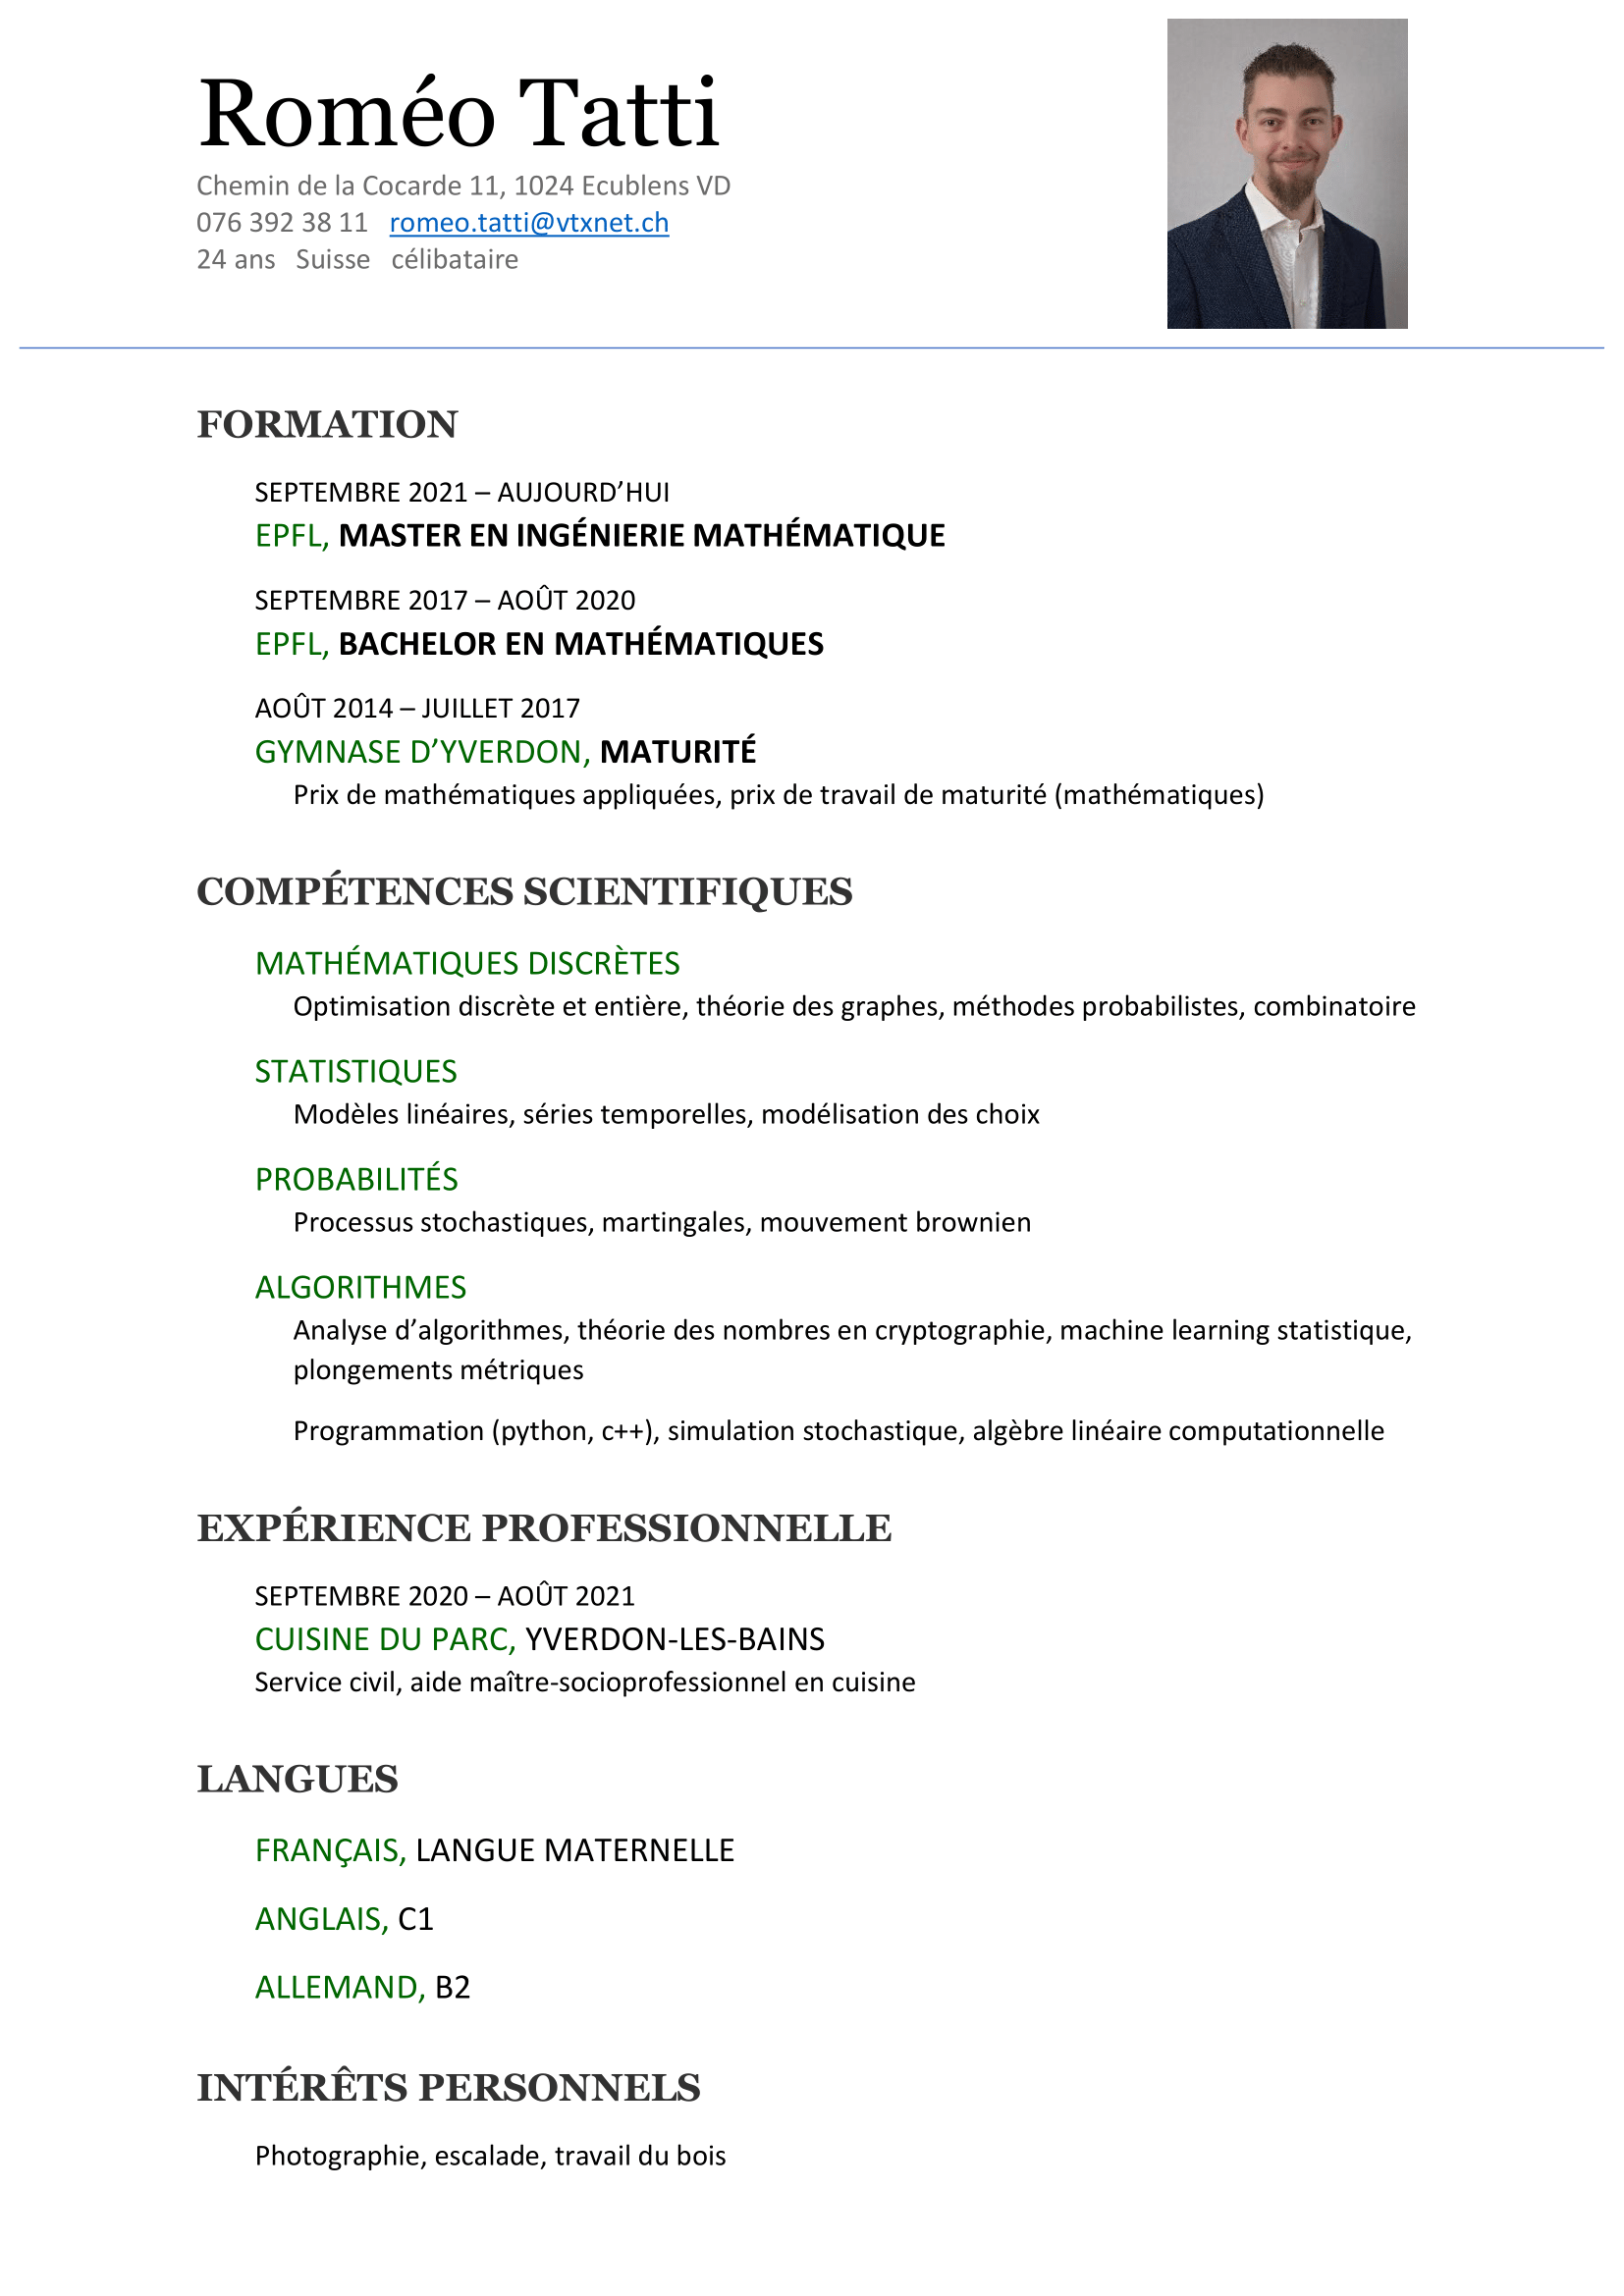 Roméo Tatti
Chemin de la Cocarde 11, 1024 Ecublens VD
076 392 38 11 romeo.tatti@vtxnet.ch
24 ans Suisse célibataire
FORMATION
SEPTEMBRE 2021 – AUJOURD’HUI
EPFL, MASTER EN INGÉNIERIE MATHÉMATIQUE
SEPTEMBRE 2017 – AOÛT 2020
EPFL, BACHELOR EN MATHÉMATIQUES
AOÛT 2014 – JUILLET 2017
GYMNASE D’YVERDON, MATURITÉ
Prix de mathématiques appliquées, prix de travail de maturité (mathématiques)
COMPÉTENCES SCIENTIFIQUES
MATHÉMATIQUES DISCRÈTES
Optimisation discrète et entière, théorie des graphes, méthodes probabilistes, combinatoire
STATISTIQUES
Modèles linéaires, séries temporelles, modélisation des choix
PROBABILITÉS
Processus stochastiques, martingales, mouvement brownien
ALGORITHMES
Analyse d’algorithmes, théorie des nombres en cryptographie, machine learning statistique,
plongements métriques
Programmation (python, c++), simulation stochastique, algèbre linéaire computationnelle
EXPÉRIENCE PROFESSIONNELLE
SEPTEMBRE 2020 – AOÛT 2021
CUISINE DU PARC, YVERDON-LES-BAINS
Service civil, aide maître-socioprofessionnel en cuisine
LANGUES
FRANÇAIS, LANGUE MATERNELLE
ANGLAIS, C1
ALLEMAND, B2
INTÉRÊTS PERSONNELS
Photographie, escalade, travail du bois